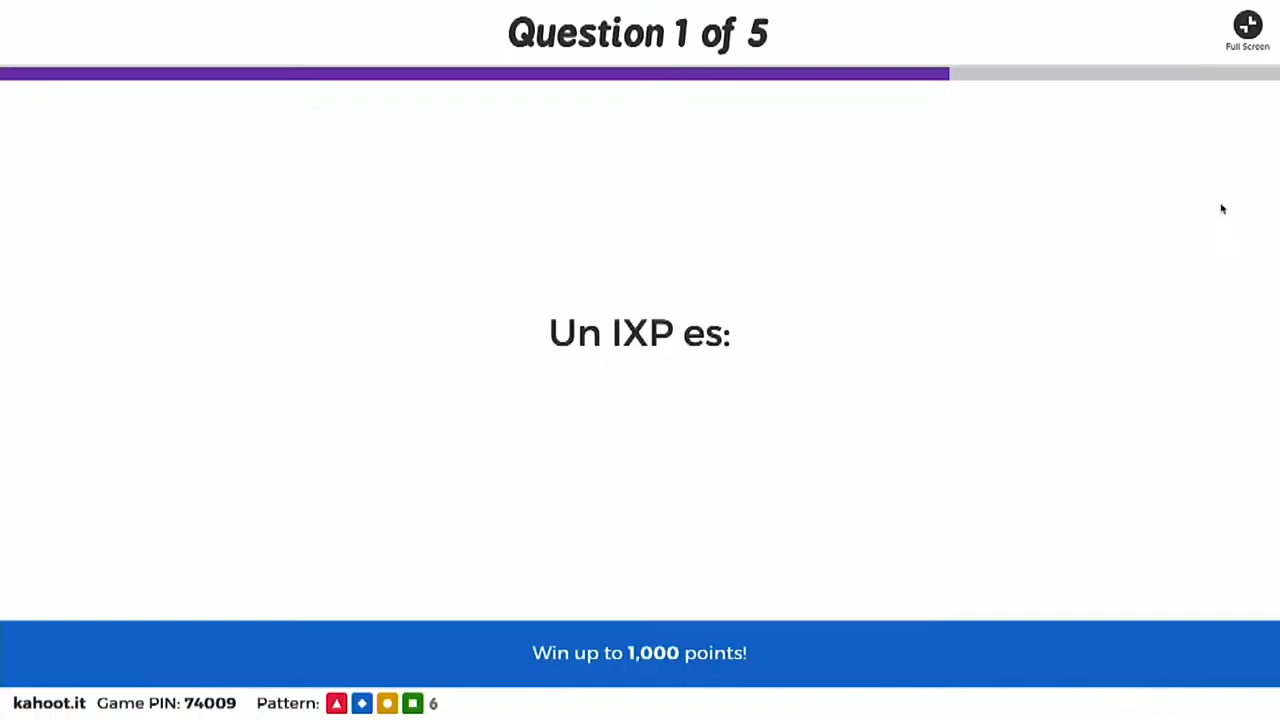 Question 1 of 5
Full Screen
Un IXP es:
Win up to 1,000 points!
kahoot.it Game PIN: 74009 Pattern: 6